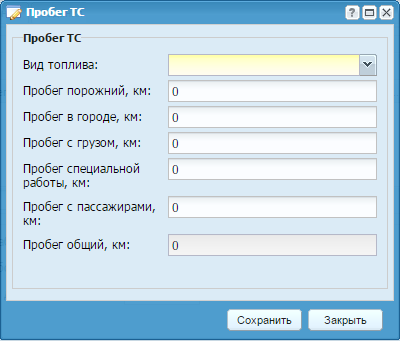 Пробег ТС
Пробег ТС
Вид топлива:
Пробег порожний, км: 0
Пробег в городе, км: 0
Пробег с грузом, км: 0
Пробег специальной
работы, км: 0
Пробег с пассажирами,
км: 0
Пробег общий, км: 0
Сохранить Закрыть